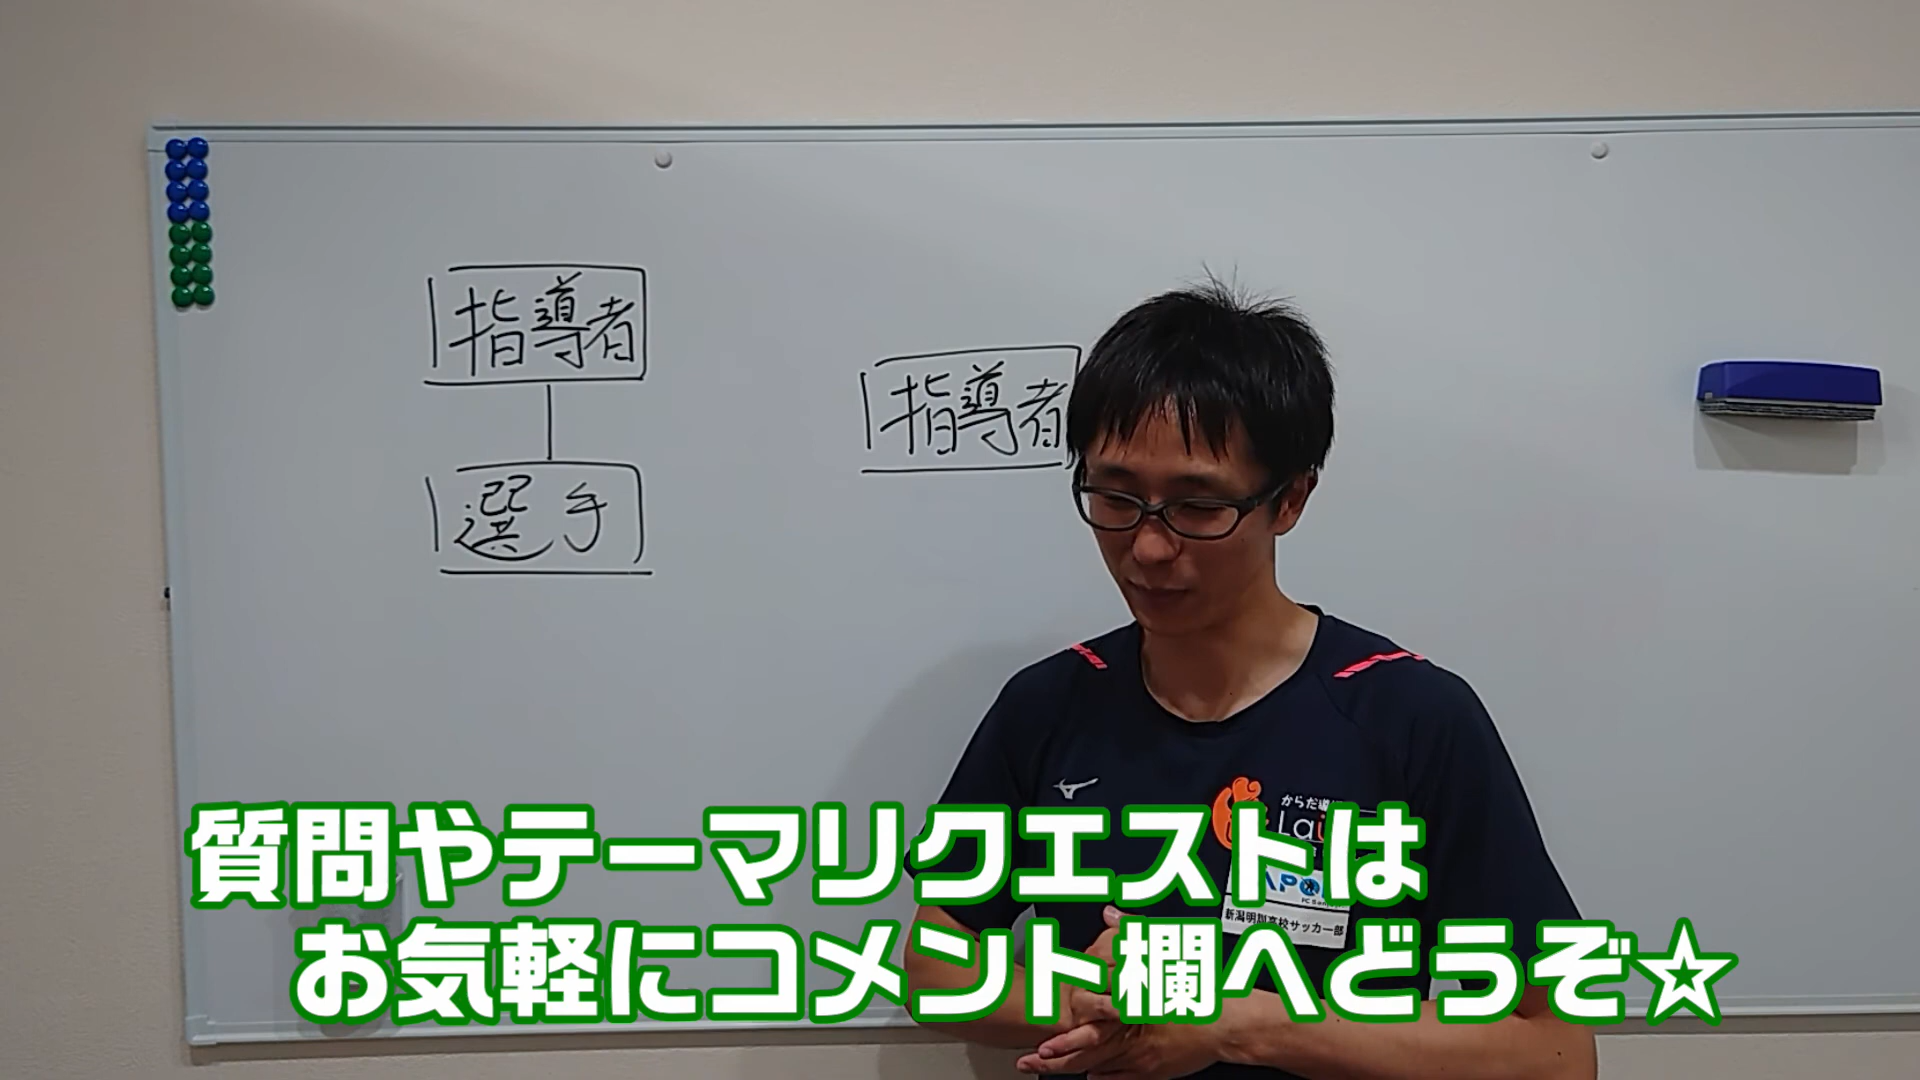 指導者
選手
指導者
からだ
新潟明訓高校サッカー部
質問やテーマリクエストは
お気軽にコメント欄へどうぞ☆